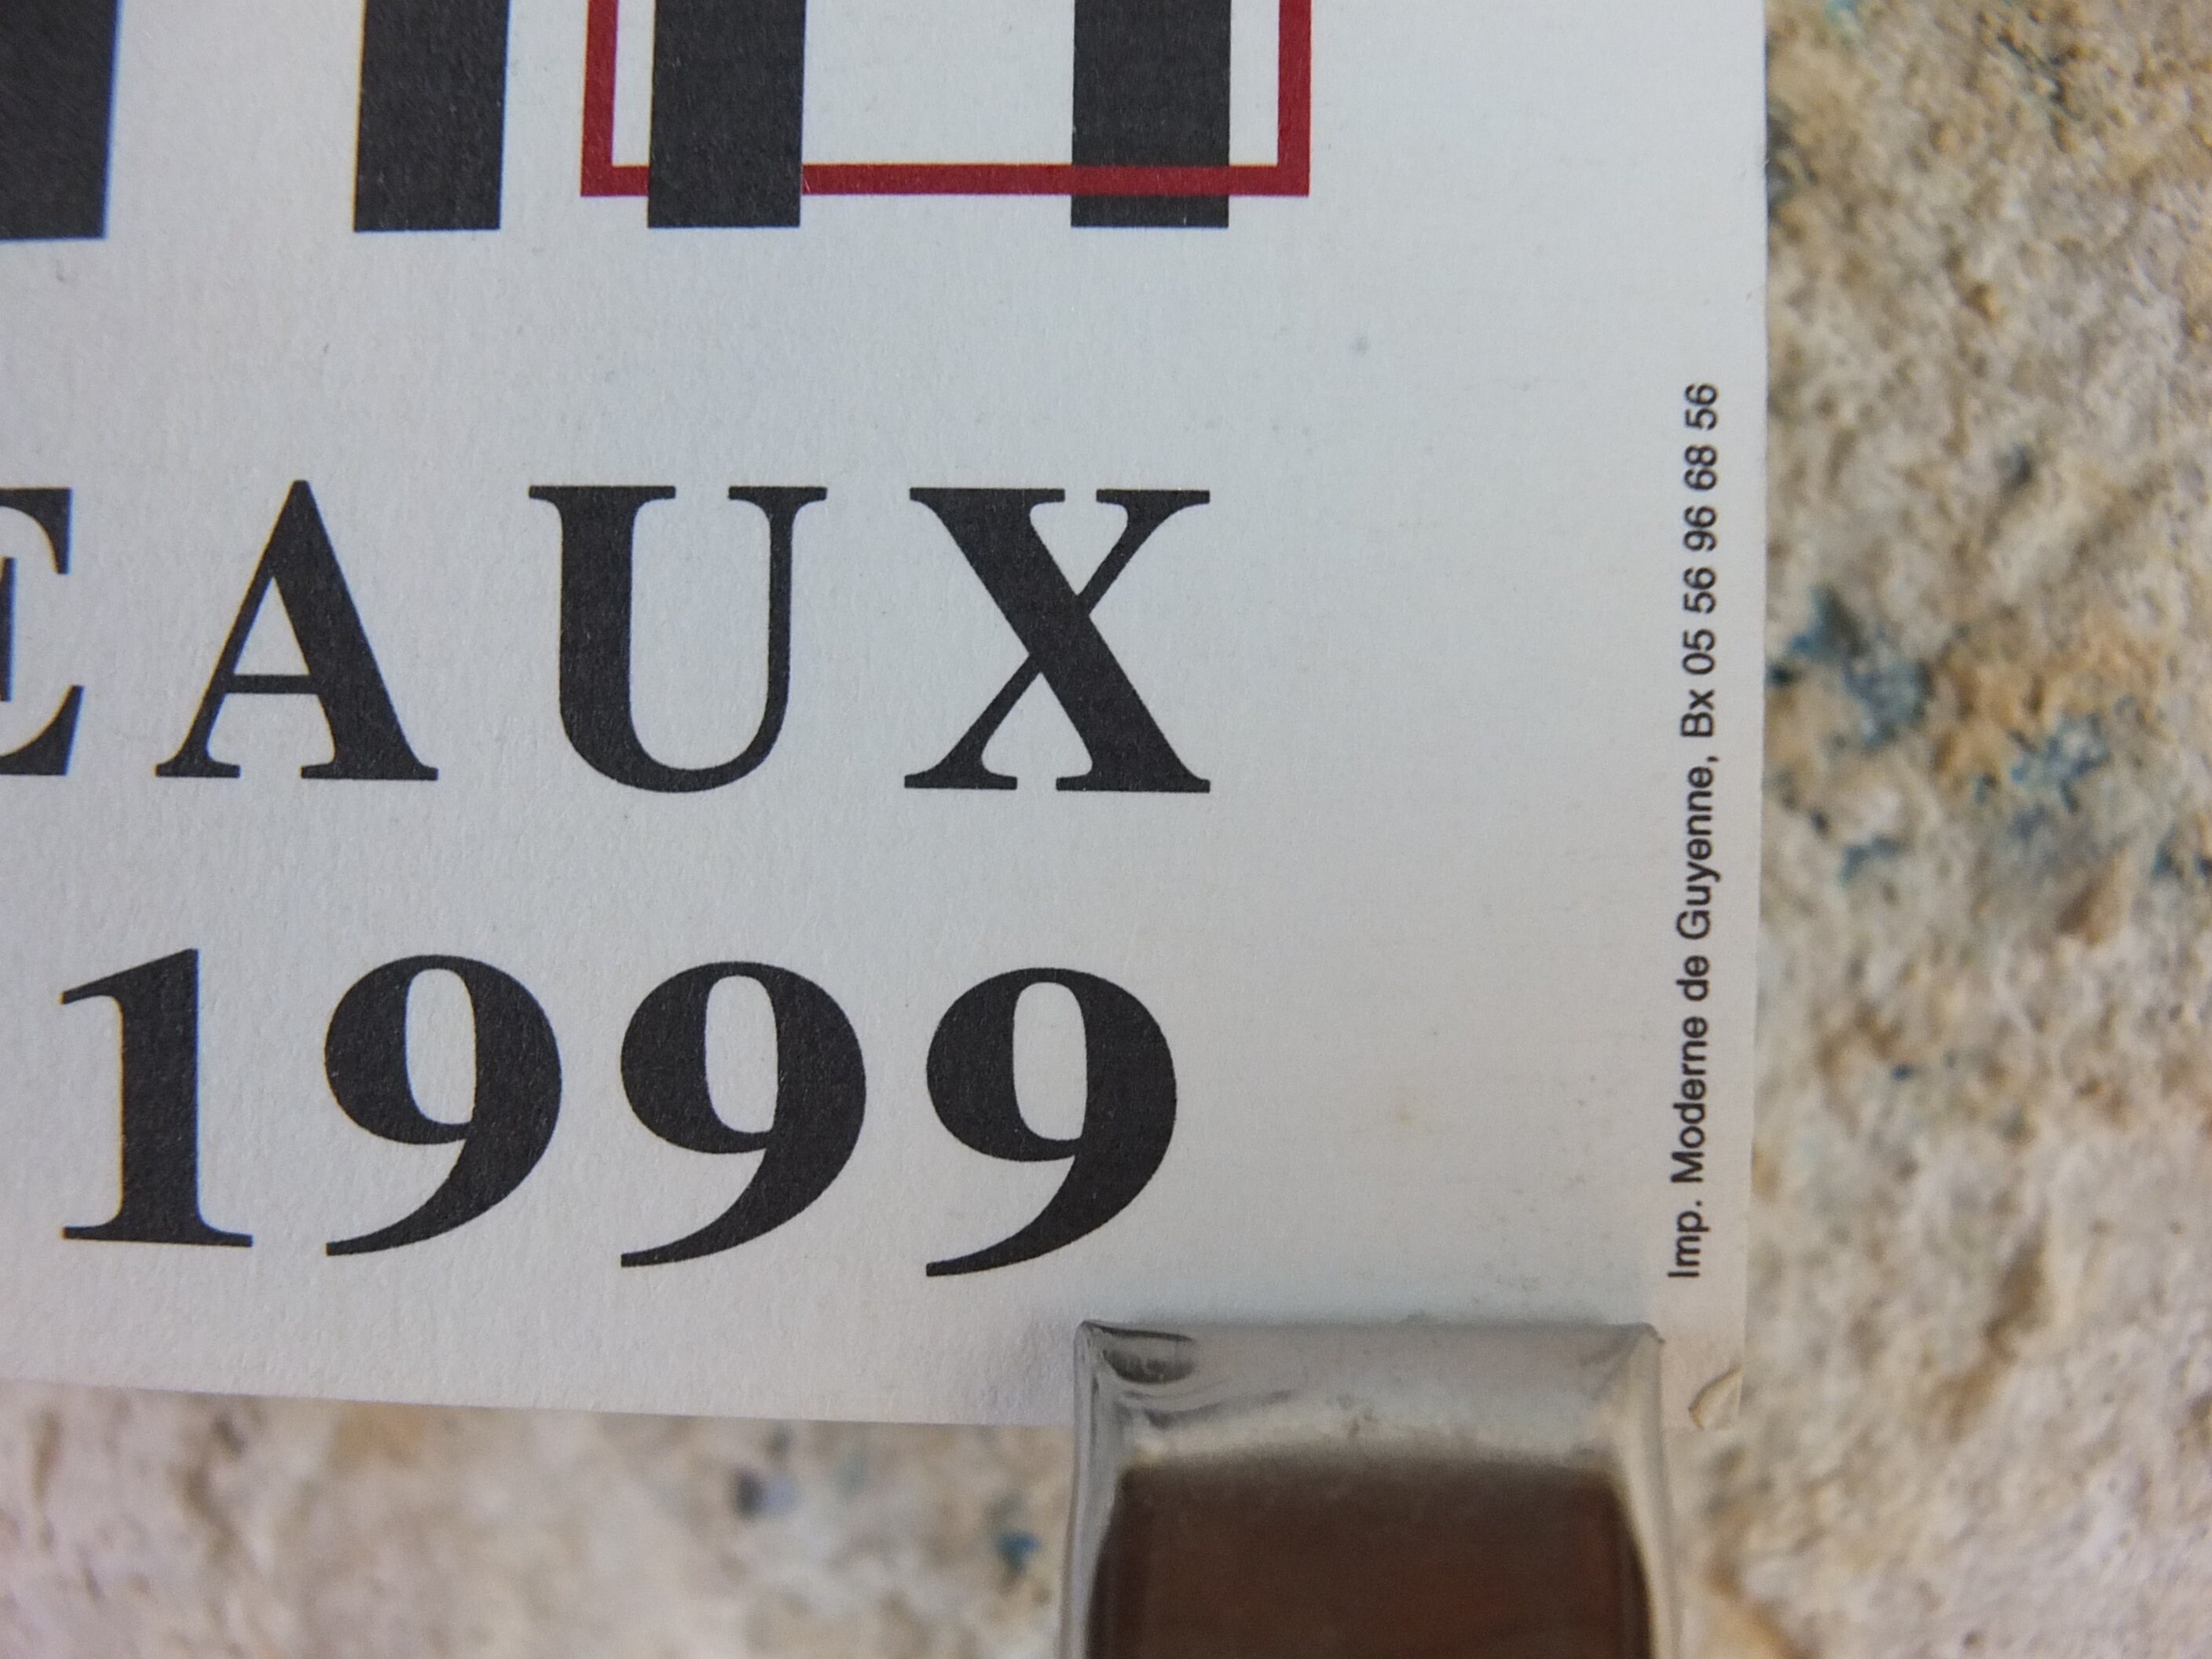 EAUX
1999
Imp. Moderne de Guyenne, Bx 05 56 96 68 56